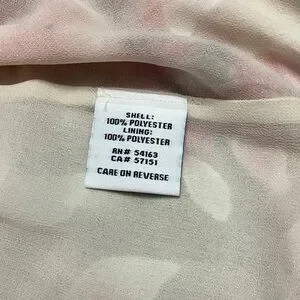 SHELL:
100% POLYESTER
LINING:
100% POLYESTER
RN# 54163
CA# 57151
CARE ON REVERSE